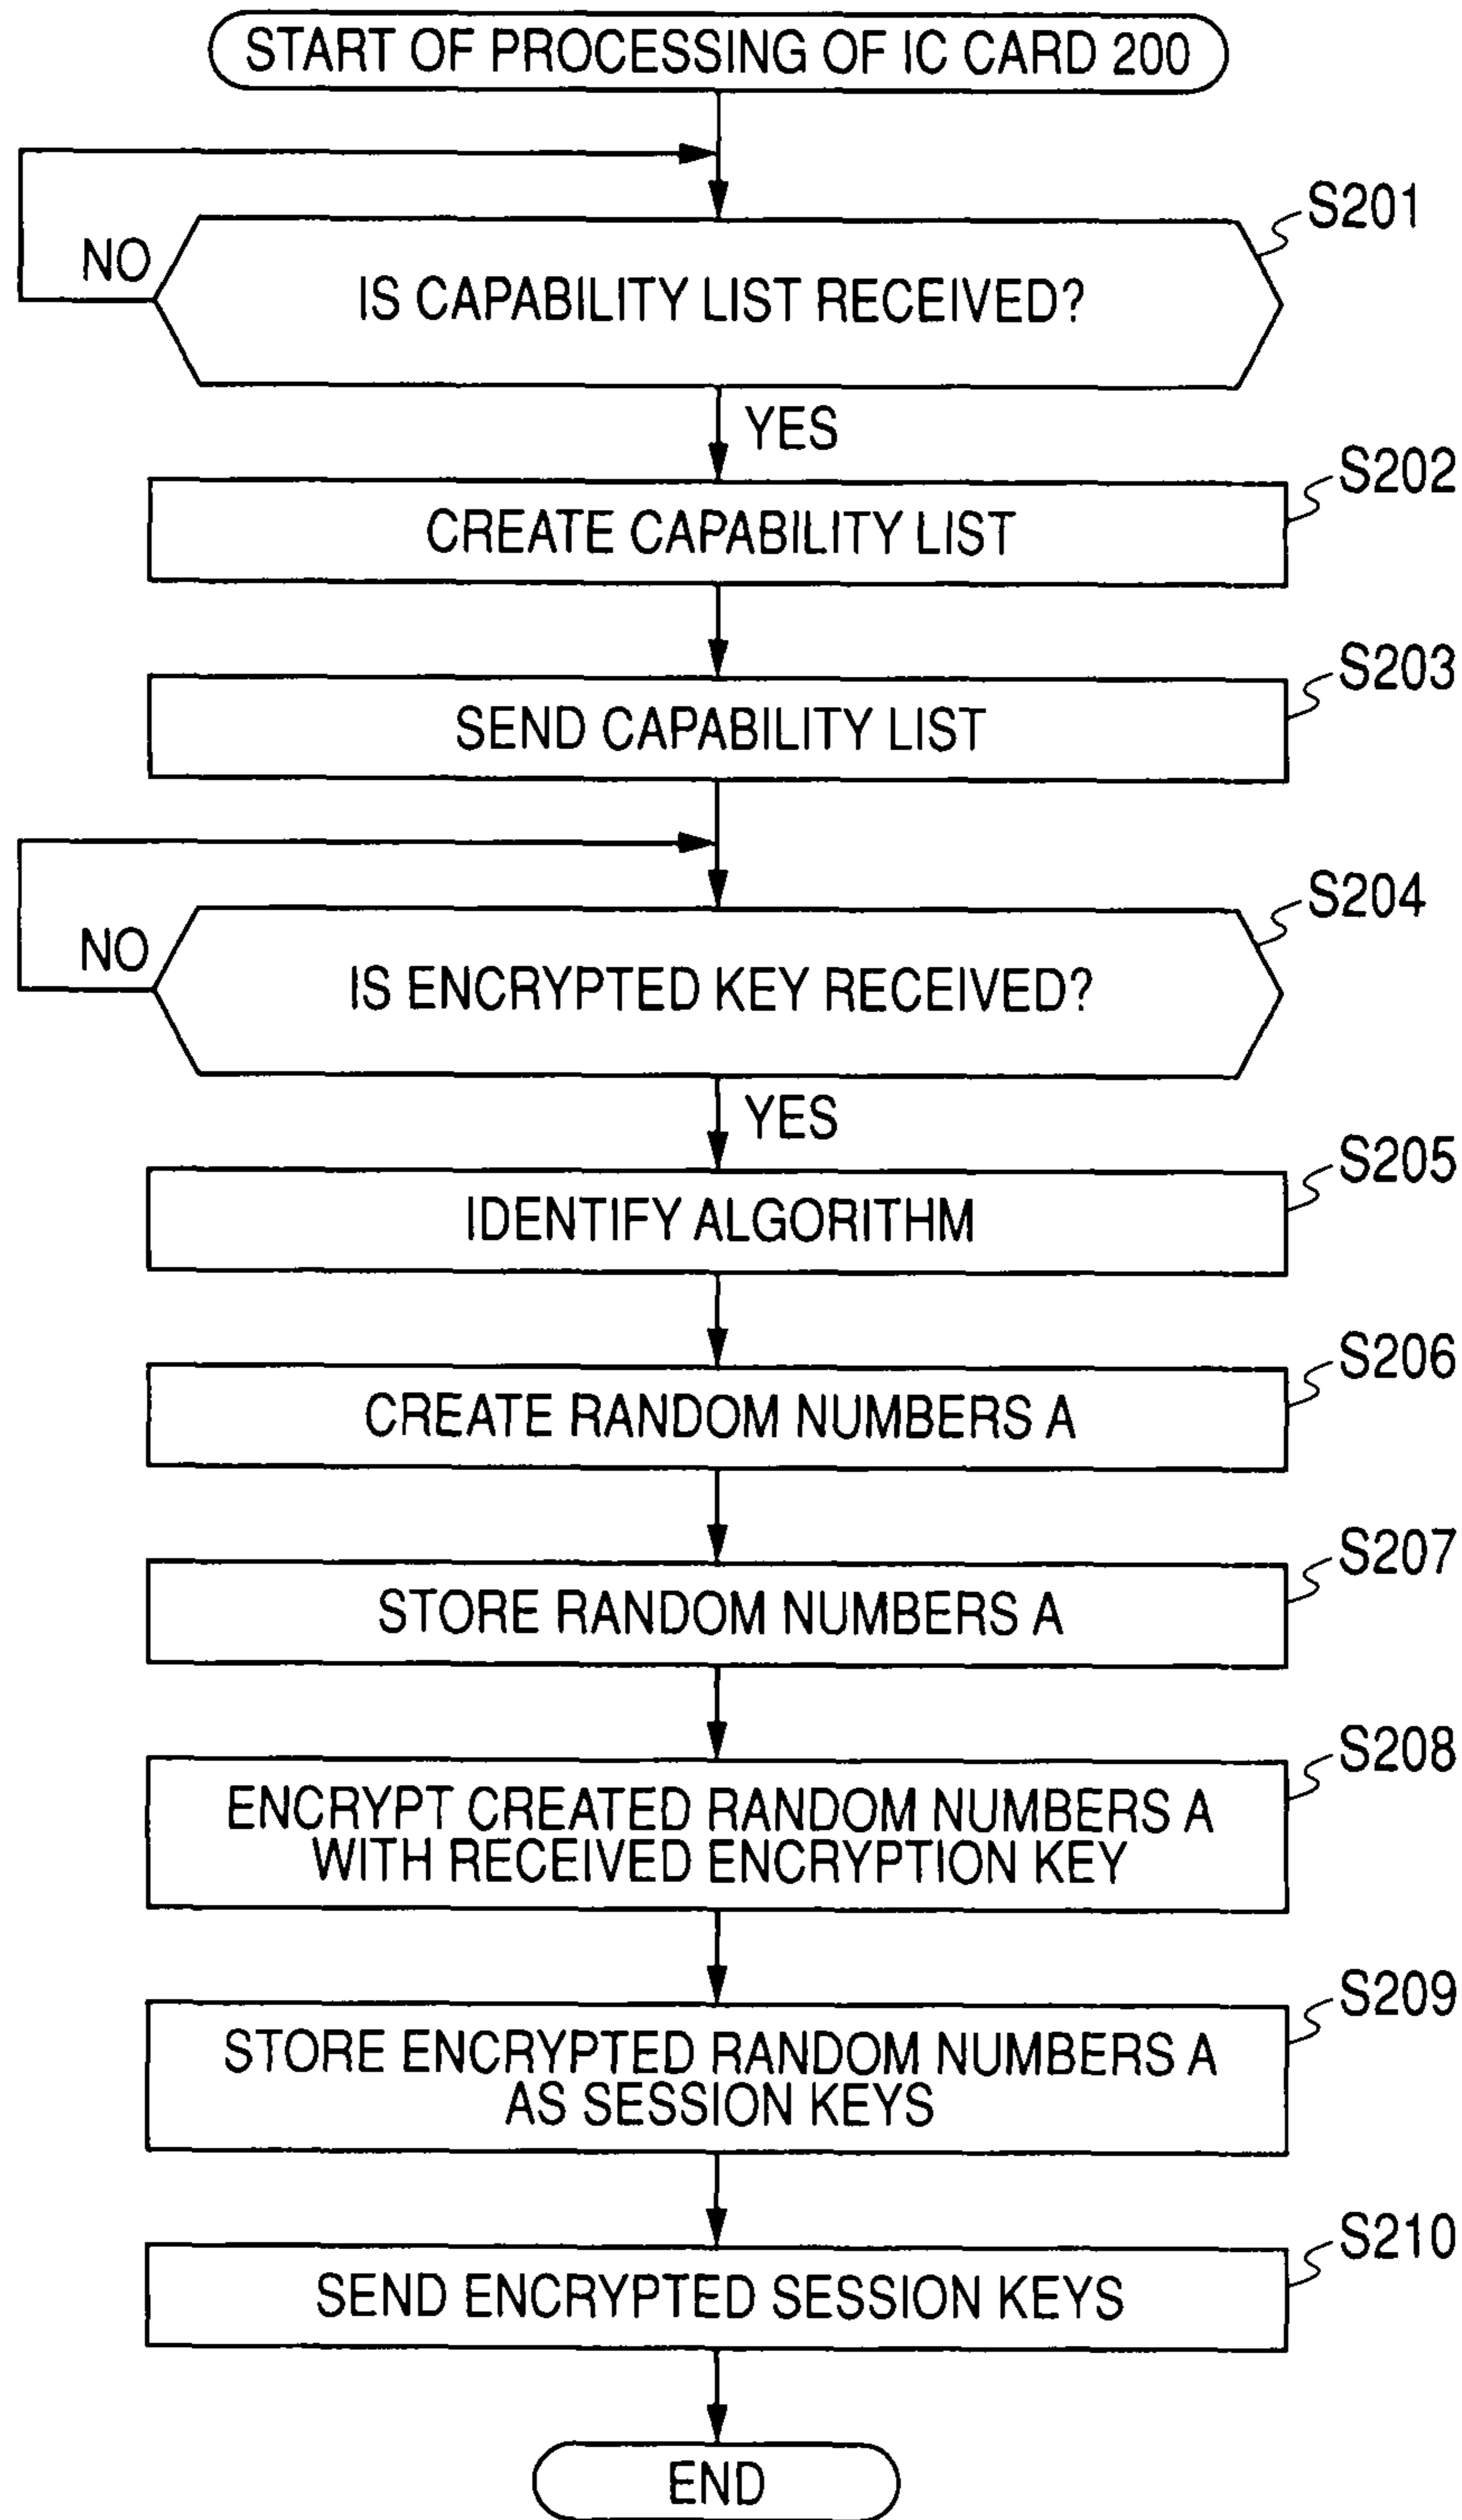 START OF PROCESSING OF IC CARD 200
S201
NO
IS CAPABILITY LIST RECEIVED?
YES
S202
CREATE CAPABILITY LIST
S203
SEND CAPABILITY LIST
S204
NO
IS ENCRYPTED KEY RECEIVED?
YES
S205
IDENTIFY ALGORITHM
S206
CREATE RANDOM NUMBERS A
S207
STORE RANDOM NUMBERS A
S208
ENCRYPT CREATED RANDOM NUMBERS A
WITH RECEIVED ENCRYPTION KEY
S209
STORE ENCRYPTED RANDOM NUMBERS A
AS SESSION KEYS
S210
SEND ENCRYPTED SESSION KEYS
END